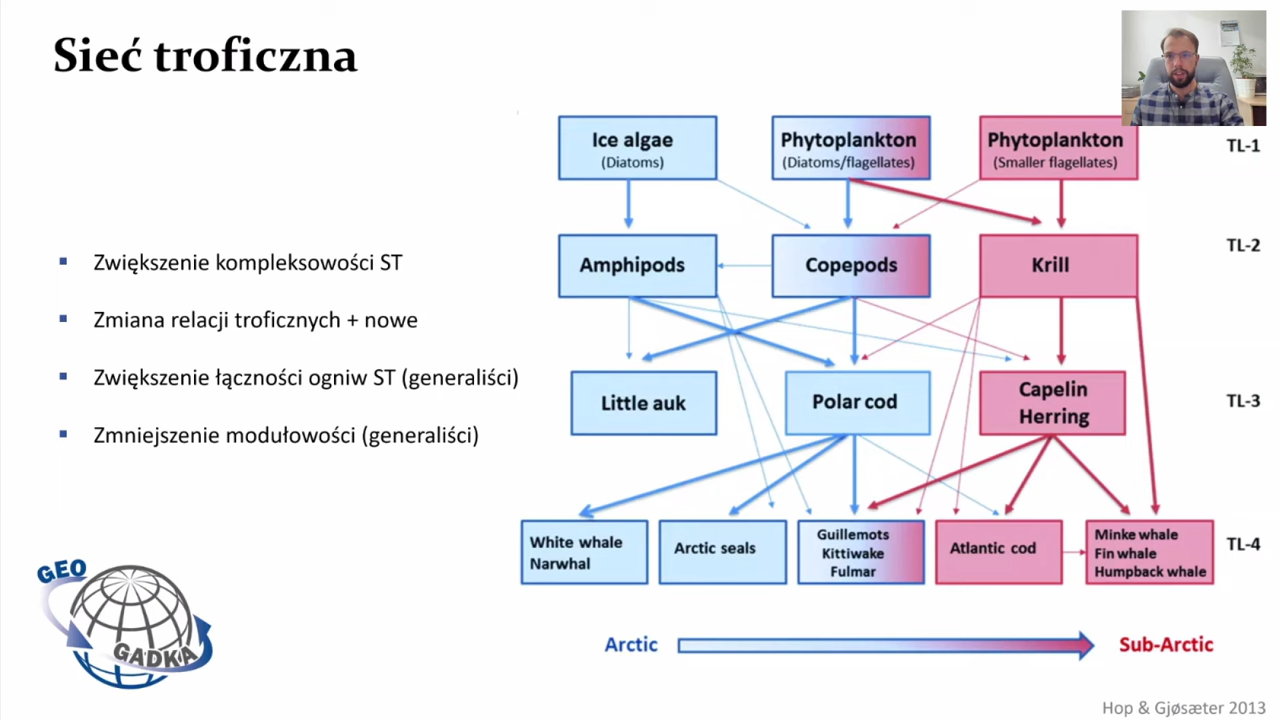 Sieć troficzna
Zwiększenie kompleksowości ST
Zmiana relacji troficznych + nowe
Zwiększenie łączności ogniw ST (generaliści)
Zmniejszenie modułowości (generaliści)
GEO
GADKA
Ice algae
(Diatoms)
Phytoplankton
(Diatoms/flagellates)
Phytoplankton
(Smaller flagellates)
TL-1
Amphipods
Copepods
Krill
TL-2
Little auk
Polar cod
Capelin
Herring
TL-3
White whale
Narwhal
Arctic seals
Guillemots
Kittiwake
Fulmar
Atlantic cod
Minke whale
Fin whale
Humpback whale
TL-4
Arctic
Sub-Arctic
Hop & Gjøsæter 2013